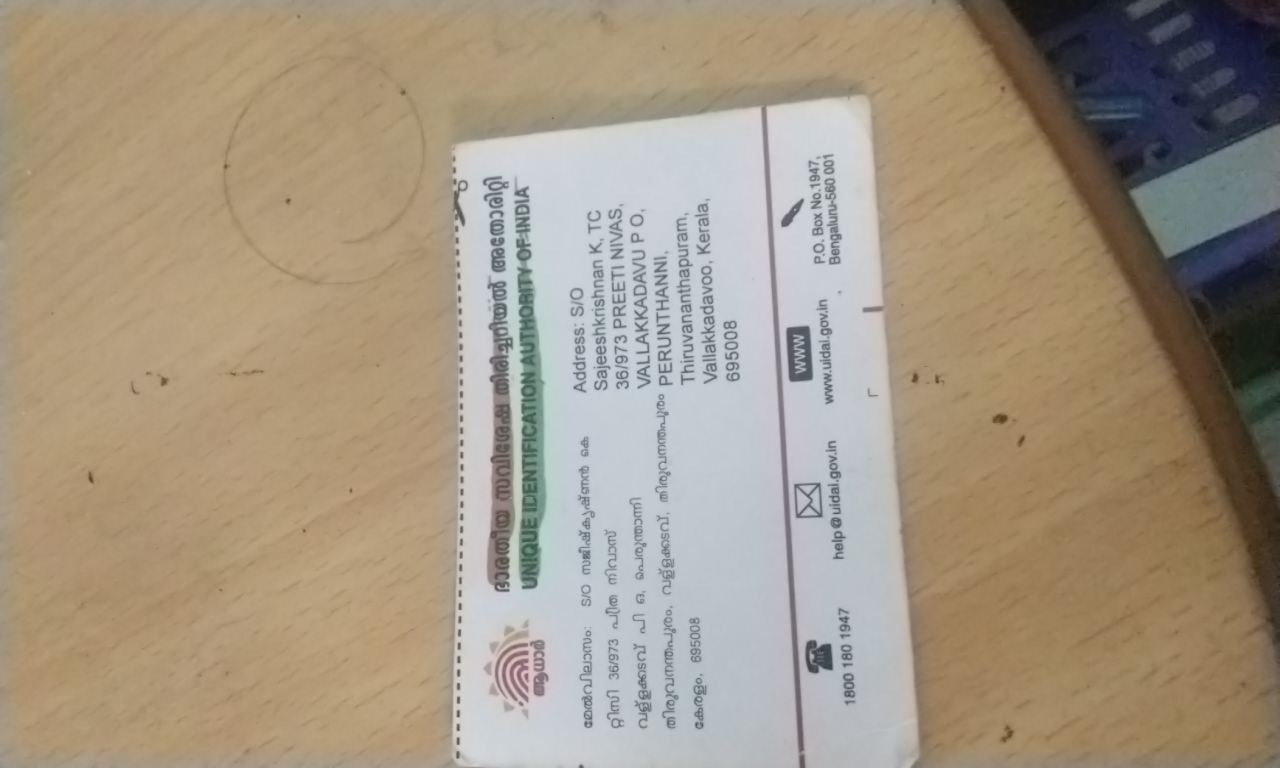 ഭാരതീയ സവിശേഷ തിരിച്ചറിയൽ അതോരിറ്റി
UNIQUE IDENTIFICATION AUTHORITY OF INDIA
ആധാർ
മേൽവിലാസം: S/O സജീഷ്കൃഷ്ണൻ കെ
റ്റിസി 36/973 പ്രീത നിവാസ്
വള്ളക്കടവ് പി ഒ, പെരുന്താന്നി
തിരുവനന്തപുരം, വള്ളക്കടവ്, തിരുവനന്തപുരം
കേരളം, 695008
Address: S/O
Sajeeshkrishnan K, TC
36/973 PREETI NIVAS,
VALLAKKADAVU P O,
PERUNTHANNI,
Thiruvananthapuram,
Vallakkadavoo, Kerala,
695008
1800 180 1947
help@uidai.gov.in
WWW
www.uidai.gov.in
P.O. Box No.1947,
Bengaluru-560 001